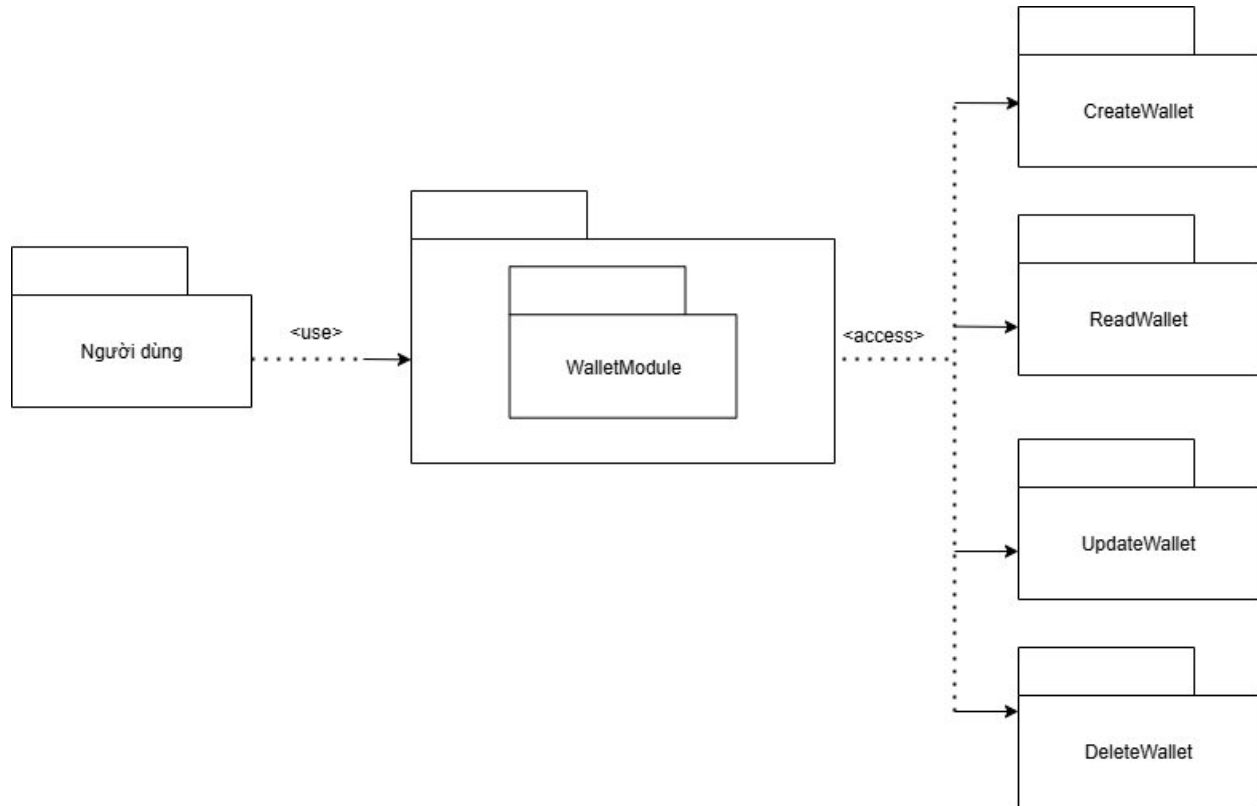 CreateWallet
ReadWallet
<use>
<access>
Người dùng
WalletModule
UpdateWallet
DeleteWallet